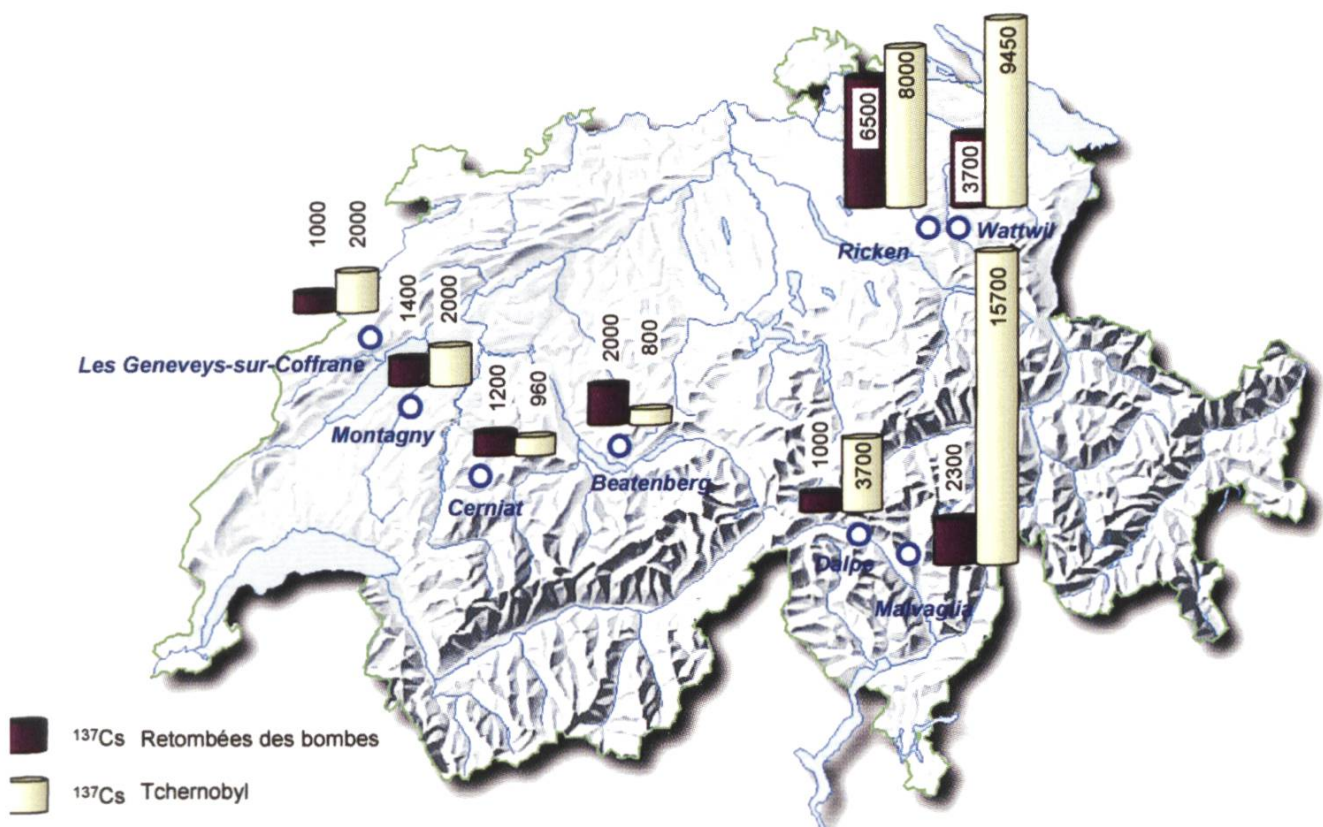 6500
8000
3700
9450
Ricken
Wattwil
1000
2000
Les Geneveys-sur-Coffrane
1400
2000
Montagny
1200
960
Cerniat
2000
800
Beatenberg
1000
3700
Dalpe
2300
15700
Malvaglia
137Cs Retombées des bombes
137Cs Tchernobyl